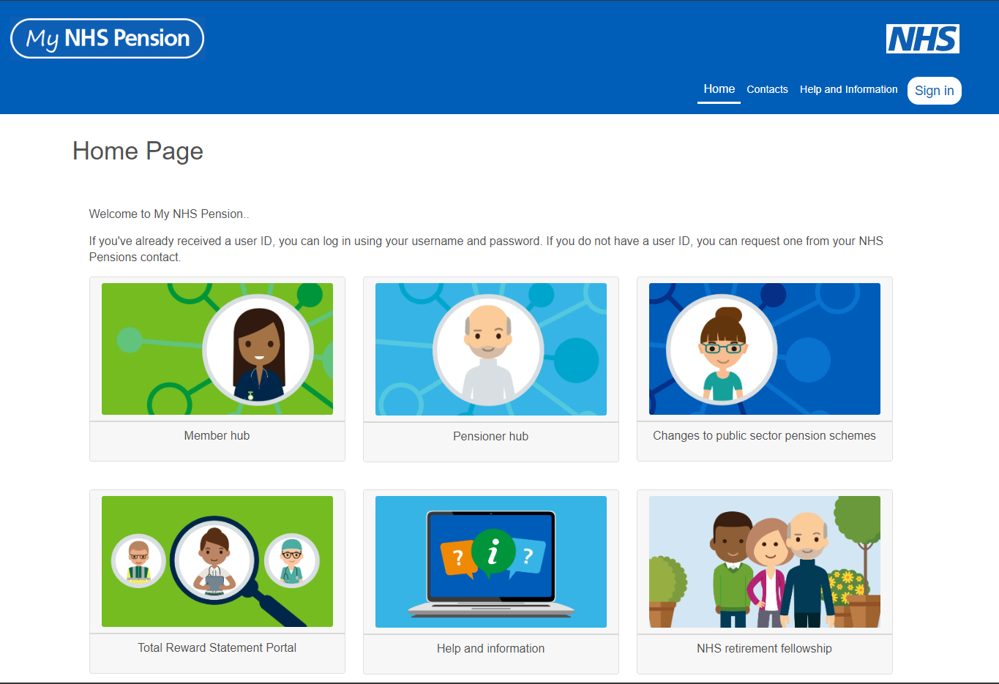 My NHS Pension
NHS
Home Contacts Help and Information Sign in
Home Page
Welcome to My NHS Pension..
If you've already received a user ID, you can log in using your username and password. If you do not have a user ID, you can request one from your NHS
Pensions contact.
Member hub
Pensioner hub
Changes to public sector pension schemes
? i ?
Total Reward Statement Portal
Help and information
NHS retirement fellowship